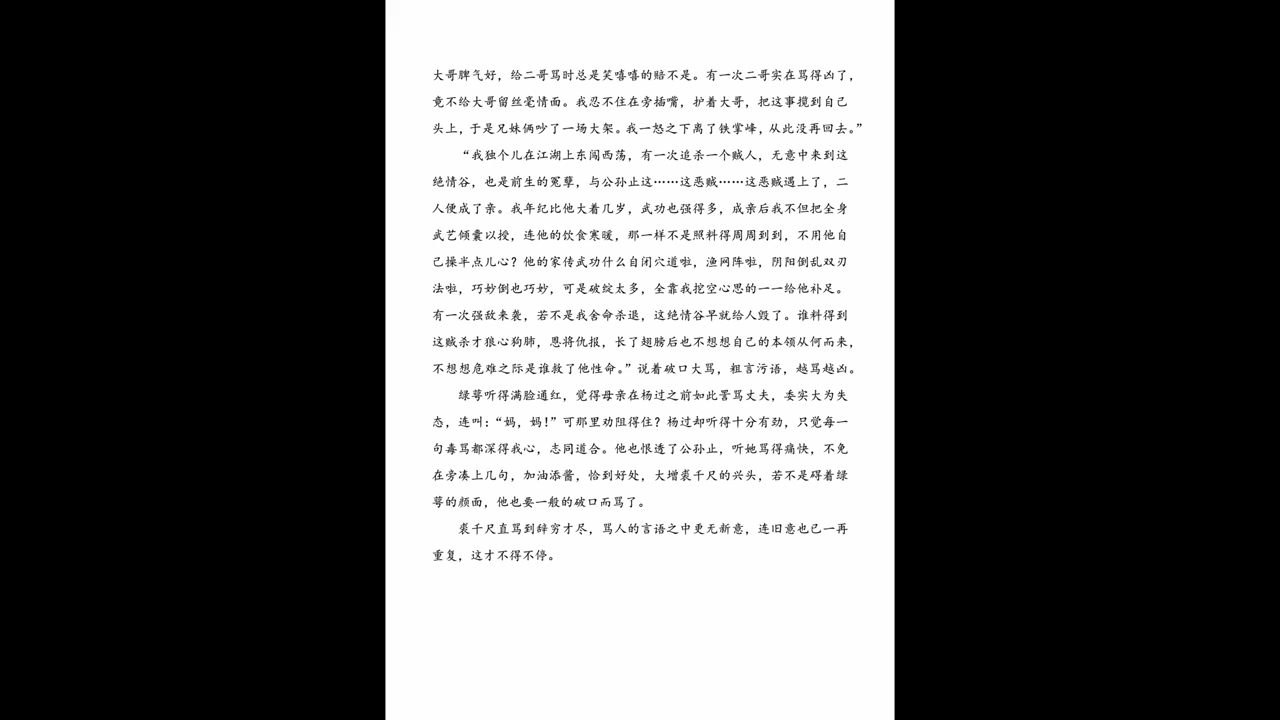 大哥脾气好，给二哥骂时总是笑嘻嘻的赔不是。有一次二哥实在骂得凶了，
竟不给大哥留丝毫情面。我忍不住在旁插嘴，护着大哥，把这事揽到自己
头上，于是兄妹俩吵了一场大架。我一怒之下离了铁掌峰，从此没再回去。”
“我独个儿在江湖上东闯西荡，有一次追杀一个贼人，无意中来到这
绝情谷，也是前生的冤孽，与公孙止这……这恶贼……这恶贼遇上了，二
人便成了亲。我年纪比他大着几岁，武功也强得多，成亲后我不但把全身
武艺倾囊以授，连他的饮食寒暖，那一样不是照料得周周到到，不用他自
己操半点儿心？他的家传武功什么自闭穴道啦，渔网阵啦，阴阳倒乱双刃
法啦，巧妙倒也巧妙，可是破绽太多，全靠我挖空心思的一一给他补足。
有一次强敌来袭，若不是我舍命杀退，这绝情谷早就给人毁了。谁料得到
这贼杀才狼心狗肺，恩将仇报，长了翅膀后也不想想自己的本领从何而来，
不想想危难之际是谁救了他性命。”说着破口大骂，粗言污语，越骂越凶。
绿萼听得满脸通红，觉得母亲在杨过之前如此詈骂丈夫，委实大为失
态，连叫：“妈，妈！”可那里劝阻得住？杨过却听得十分有劲，只觉每一
句毒骂都深得我心，志同道合。他也恨透了公孙止，听她骂得痛快，不免
在旁凑上几句，加油添酱，恰到好处，大增裘千尺的兴头，若不是碍着绿
萼的颜面，他也要一般的破口而骂了。
裘千尺直骂到辞穷才尽，骂人的言语之中更无新意，连旧意也已一再
重复，这才不得不停。